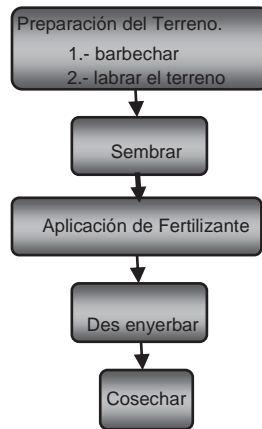 Preparación del Terreno.
1.- barbechar
2.- labrar el terreno
Sembrar
Aplicación de Fertilizante
Des enyerbar
Cosechar